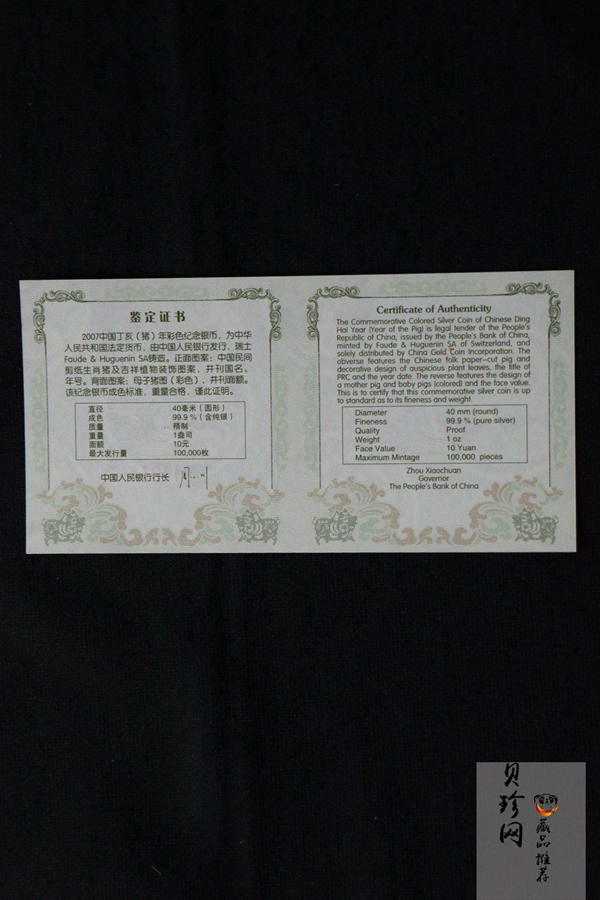 鉴定证书
2007中国丁亥（猪）年彩色纪念银币，为中华
人民共和国法定货币，由中国人民银行发行，瑞士
Faude & Huguenin SA铸造。正面图案：中国民间
剪纸生肖猪及吉祥植物装饰图案，并刊国名、
年号。背面图案：母子猪图（彩色），并刊面额。
该纪念银币成色标准，重量合格，谨此证明。
直径 40毫米（圆形）
成色 99.9％（含纯银）
质量 精制
重量 1盎司
面额 10元
最大发行量 100,000枚
中国人民银行行长
Certificate of Authenticity
The Commemorative Colored Silver Coin of Chinese Ding
Hai Year (Year of the Pig) is legal tender of the People's
Republic of China, issued by the People's Bank of China,
minted by Faude & Huguenin SA of Switzerland, and
solely distributed by China Gold Coin Incorporation. The
obverse features the Chinese folk paper-cut pig and
decorative design of auspicious plant leaves, the title of
PRC and the year date. The reverse features the design of
a mother pig and baby pigs (colored) and the face value.
This is to certify that this commemorative silver coin is up
to standard as to its fineness and weight.
Diameter 40 mm (round)
Fineness 99.9 % (pure silver)
Quality Proof
Weight 1 oz
Face Value 10 Yuan
Maximum Mintage 100,000 pieces
Zhou Xiaochuan
Governor
The People's Bank of China
贝珍网
藏品推荐